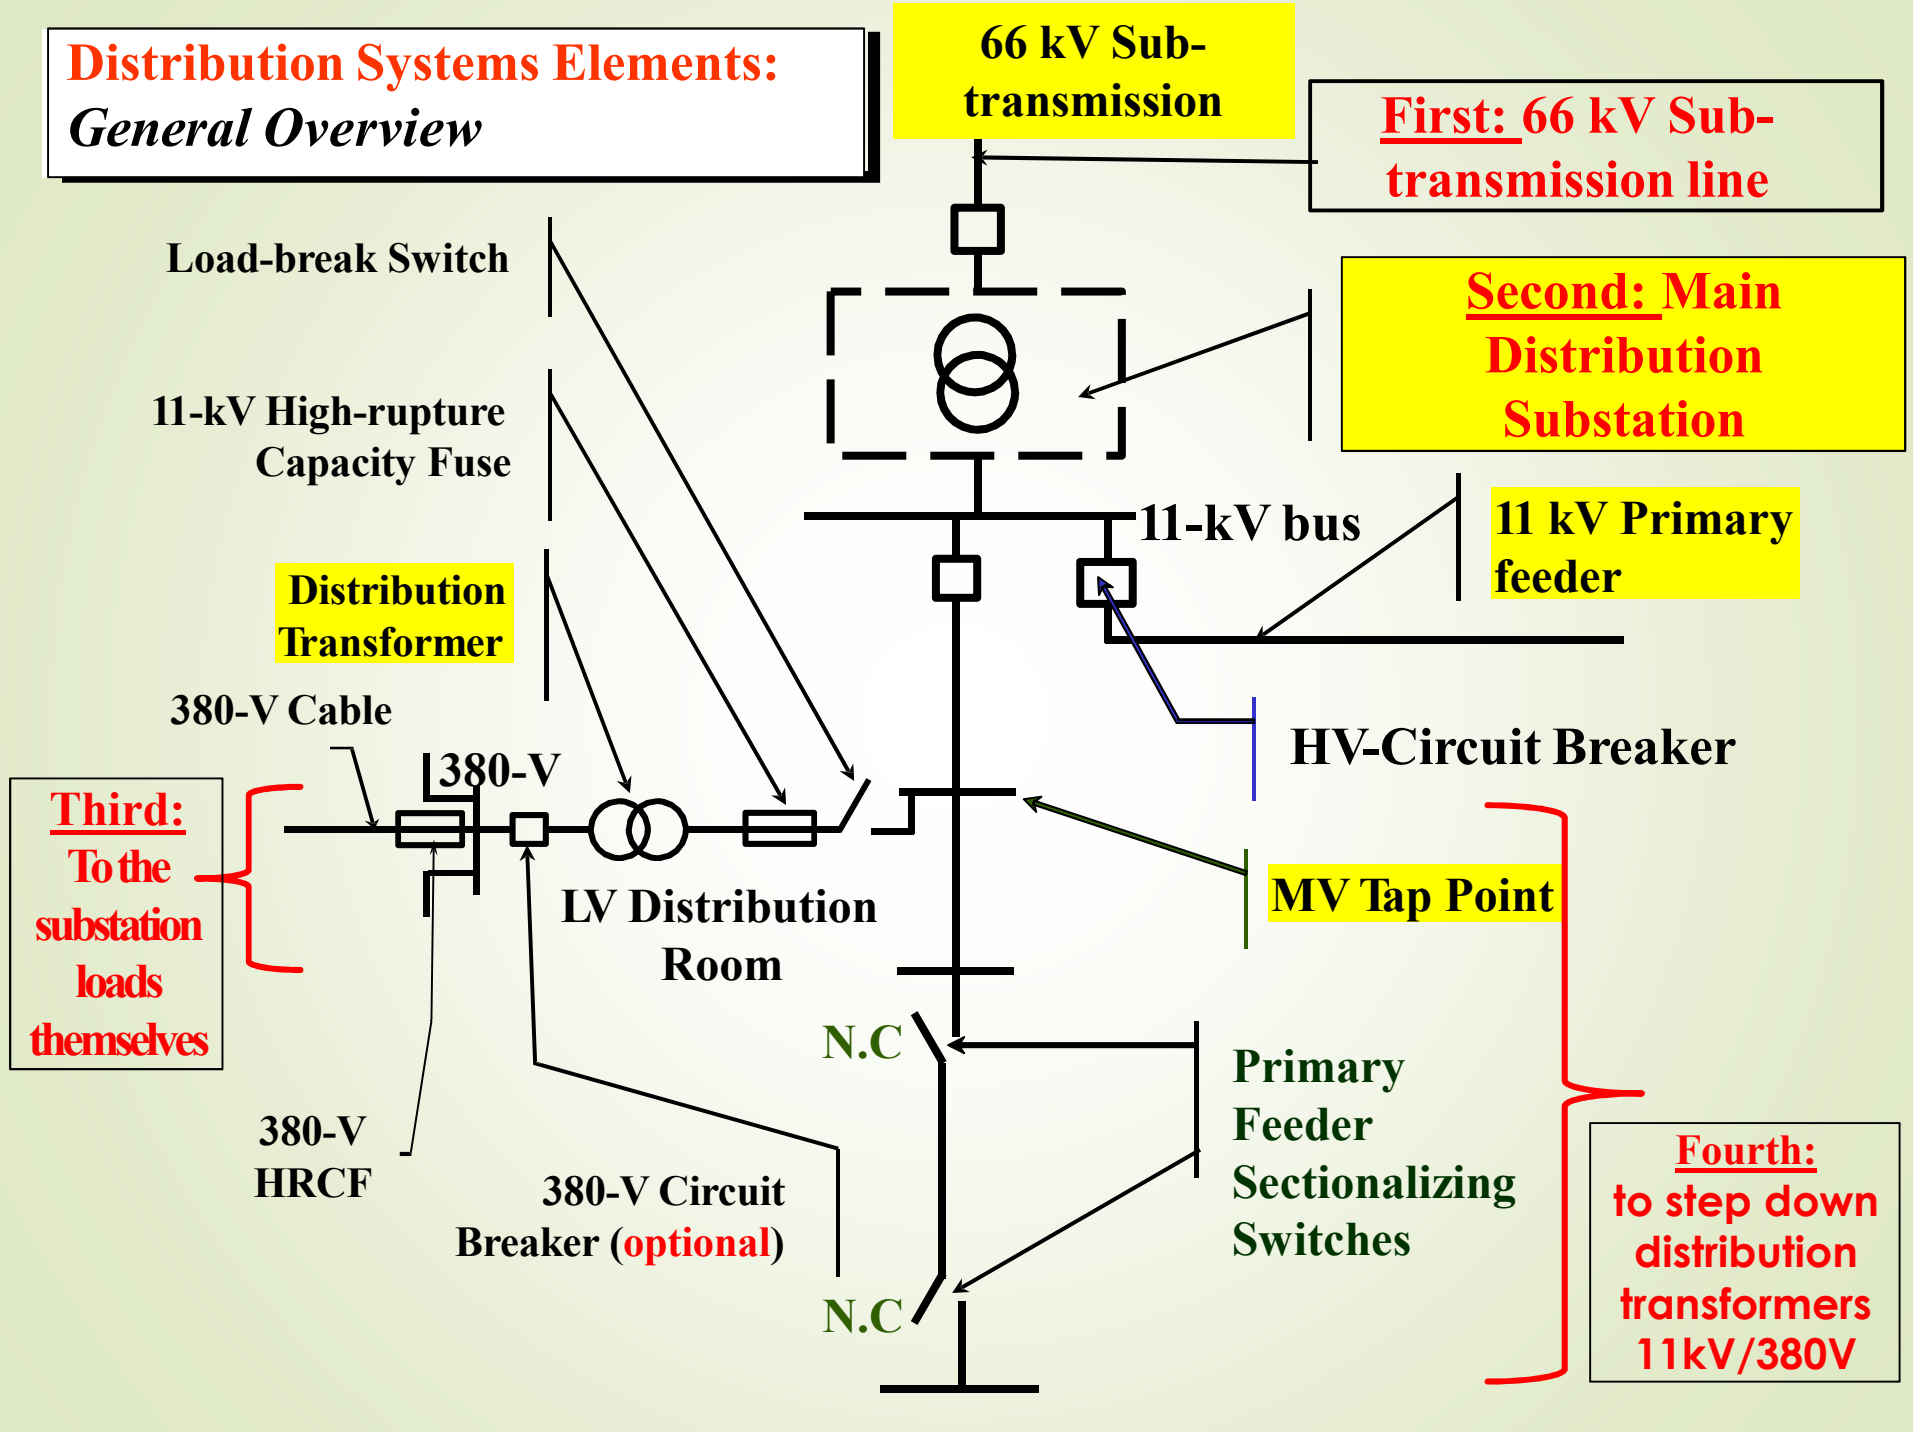 Distribution Systems Elements:
General Overview
66 kV Sub-
transmission
First: 66 kV Sub-
transmission line
Load-break Switch
Second: Main
Distribution
Substation
11-kV High-rupture
Capacity Fuse
11-kV bus
11 kV Primary
feeder
Distribution
Transformer
380-V Cable
HV-Circuit Breaker
380-V
Third:
To the
substation
loads
themselves
LV Distribution
Room
MV Tap Point
N.C
Primary
Feeder
Sectionalizing
Switches
380-V
HRCF
380-V Circuit
Breaker (optional)
N.C
Fourth:
to step down
distribution
transformers
11kV/380V